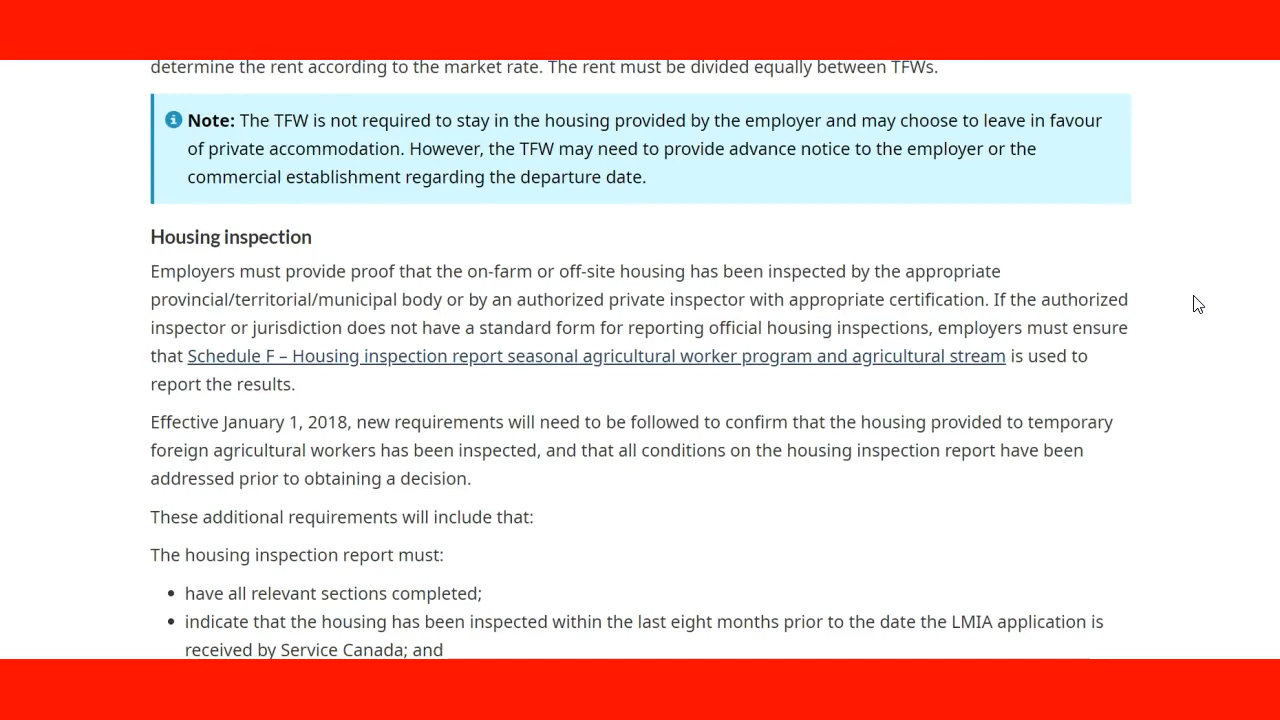 determine the rent according to the market rate. The rent must be divided equally between TFWs.
Note: The TFW is not required to stay in the housing provided by the employer and may choose to leave in favour
of private accommodation. However, the TFW may need to provide advance notice to the employer or the
commercial establishment regarding the departure date.
Housing inspection
Employers must provide proof that the on-farm or off-site housing has been inspected by the appropriate
provincial/territorial/municipal body or by an authorized private inspector with appropriate certification. If the authorized
inspector or jurisdiction does not have a standard form for reporting official housing inspections, employers must ensure
that Schedule F – Housing inspection report seasonal agricultural worker program and agricultural stream is used to
report the results.
Effective January 1, 2018, new requirements will need to be followed to confirm that the housing provided to temporary
foreign agricultural workers has been inspected, and that all conditions on the housing inspection report have been
addressed prior to obtaining a decision.
These additional requirements will include that:
The housing inspection report must:
• have all relevant sections completed;
• indicate that the housing has been inspected within the last eight months prior to the date the LMIA application is
received by Service Canada; and